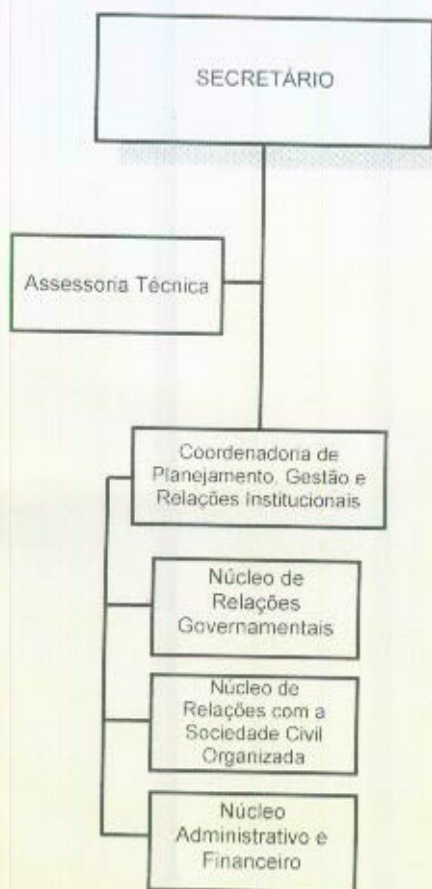 SECRETÁRIO
Assessoria Técnica
Coordenadoria de
Planejamento, Gestão e
Relações Institucionais
Núcleo de
Relações
Governamentais
Núcleo de
Relações com a
Sociedade Civil
Organizada
Núcleo
Administrativo e
Financeiro